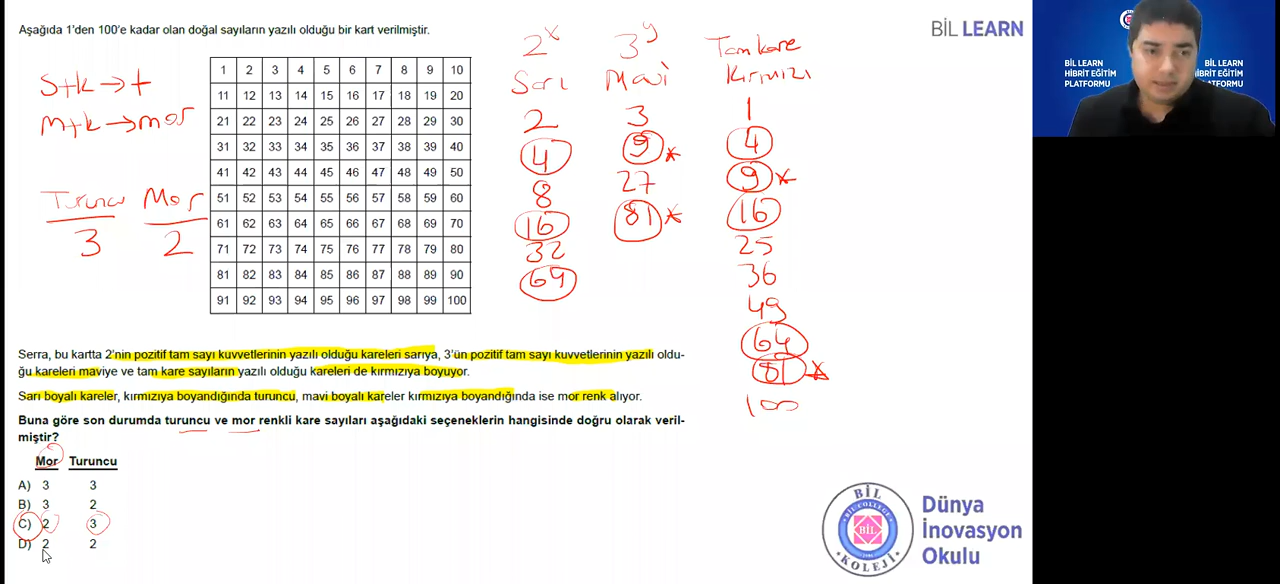 Aşağıda 1'den 100'e kadar olan doğal sayıların yazılı olduğu bir kart verilmiştir.
BİL LEARN
BİL LEARN
HİBRİT EĞİTİM
PLATFORMU
BİL LEARN
HİBRİT EĞİTİM
PLATFORMU
S+k→t
M+k→mor
Turuncu Mor
3 2
1 2 3 4 5 6 7 8 9 10
11 12 13 14 15 16 17 18 19 20
21 22 23 24 25 26 27 28 29 30
31 32 33 34 35 36 37 38 39 40
41 42 43 44 45 46 47 48 49 50
51 52 53 54 55 56 57 58 59 60
61 62 63 64 65 66 67 68 69 70
71 72 73 74 75 76 77 78 79 80
81 82 83 84 85 86 87 88 89 90
91 92 93 94 95 96 97 98 99 100
2^x 3^y Tam kare
Sarı Mavi Kırmızı
2 3 1
4 9 4
8 27 9
16 81 16
32 25
64 36
49
64
81
100
Serra, bu kartta 2'nin pozitif tam sayı kuvvetlerinin yazılı olduğu kareleri sarıya, 3'ün pozitif tam sayı kuvvetlerinin yazılı oldu-
ğu kareleri maviye ve tam kare sayıların yazılı olduğu kareleri de kırmızıya boyuyor.
Sarı boyalı kareler, kırmızıya boyandığında turuncu, mavi boyalı kareler kırmızıya boyandığında ise mor renk alıyor.
Buna göre son durumda turuncu ve mor renkli kare sayıları aşağıdaki seçeneklerin hangisinde doğru olarak veril-
miştir?
Mor Turuncu
A) 3 3
B) 3 2
C) 2 3
D) 2 2
BİL
BİL COLLEGE
BİL
KOLEJİ
Dünya
İnovasyon
Okulu